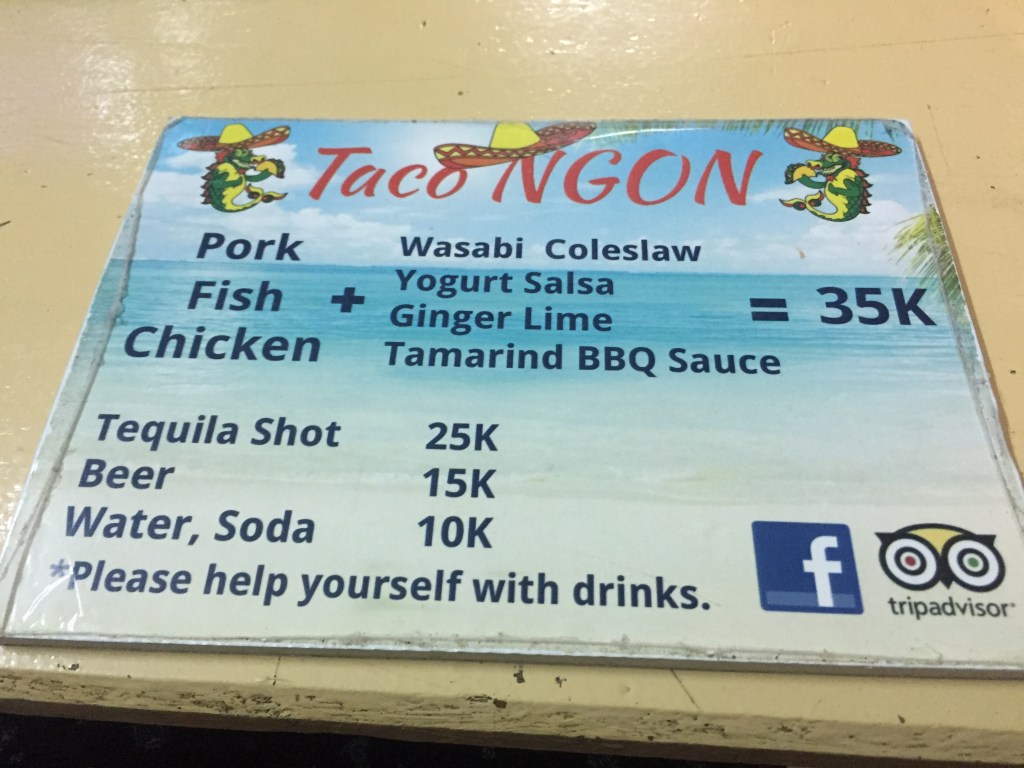 Taco NGON
Pork
Fish
Chicken
+
Wasabi Coleslaw
Yogurt Salsa
Ginger Lime
Tamarind BBQ Sauce
= 35K
Tequila Shot 25K
Beer 15K
Water, Soda 10K
*Please help yourself with drinks.
f
tripadvisor®